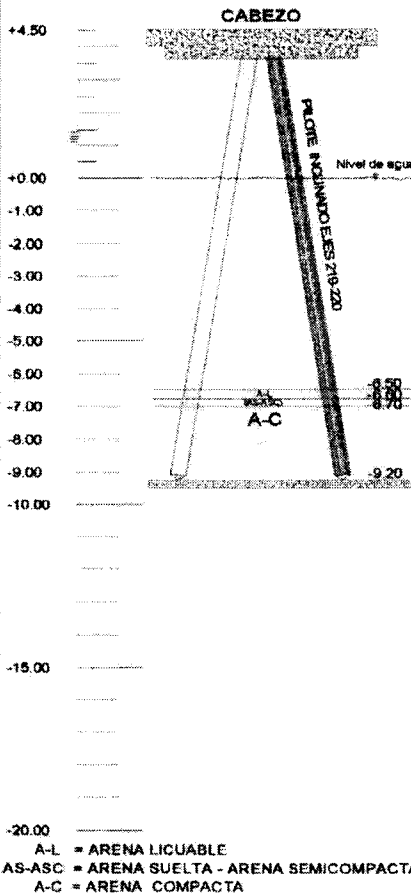 CABEZO
+4.50
PILOTE INCLINADO EJES 219-220
Nivel de agua
+0.00
-1.00
-2.00
-3.00
-4.00
-5.00
-6.00
-6.50
-6.70
-7.00
A-C
-8.00
-9.00
-9.20
-10.00
-15.00
-20.00
A-L = ARENA LICUABLE
AS-ASC = ARENA SUELTA - ARENA SEMICOMPACTA
A-C = ARENA COMPACTA